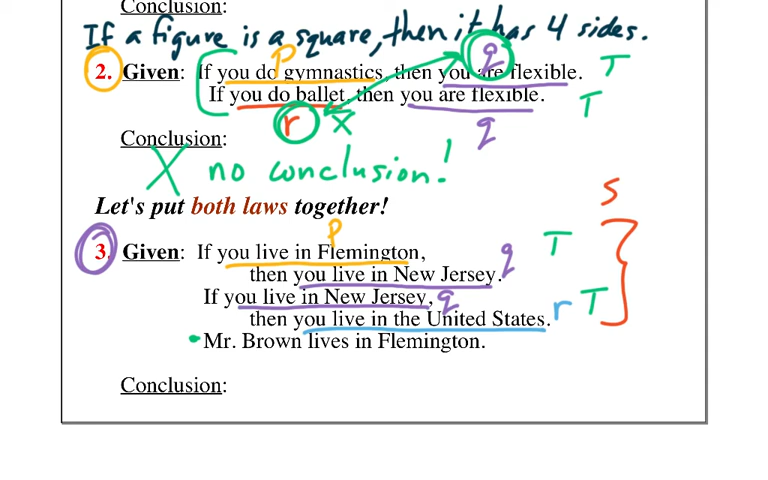 Conclusion:
If a figure is a square, then it has 4 sides.
P q
2. Given: If you do gymnastics, then you are flexible. T
If you do ballet, then you are flexible. T
r X q
Conclusion:
X no conclusion!
Let's put both laws together! S
P
3. Given: If you live in Flemington, T
then you live in New Jersey. q
If you live in New Jersey, q
then you live in the United States. r T
Mr. Brown lives in Flemington.
Conclusion: